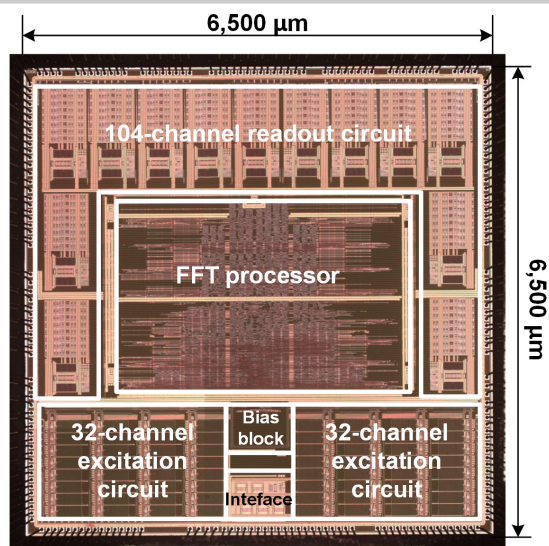 6,500 µm
104-channel readout circuit
6,500 µm
FFT processor
32-channel
excitation
circuit
Bias
block
Inteface
32-channel
excitation
circuit